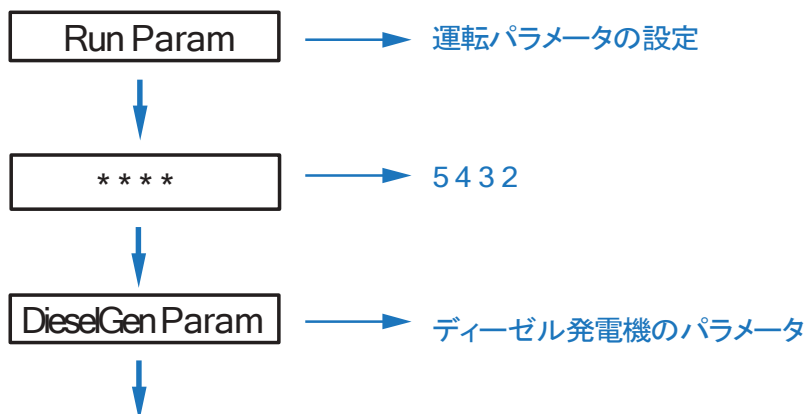 Run Param
運転パラメータの設定
****
5432
DieselGen Param
ディーゼル発電機のパラメータ